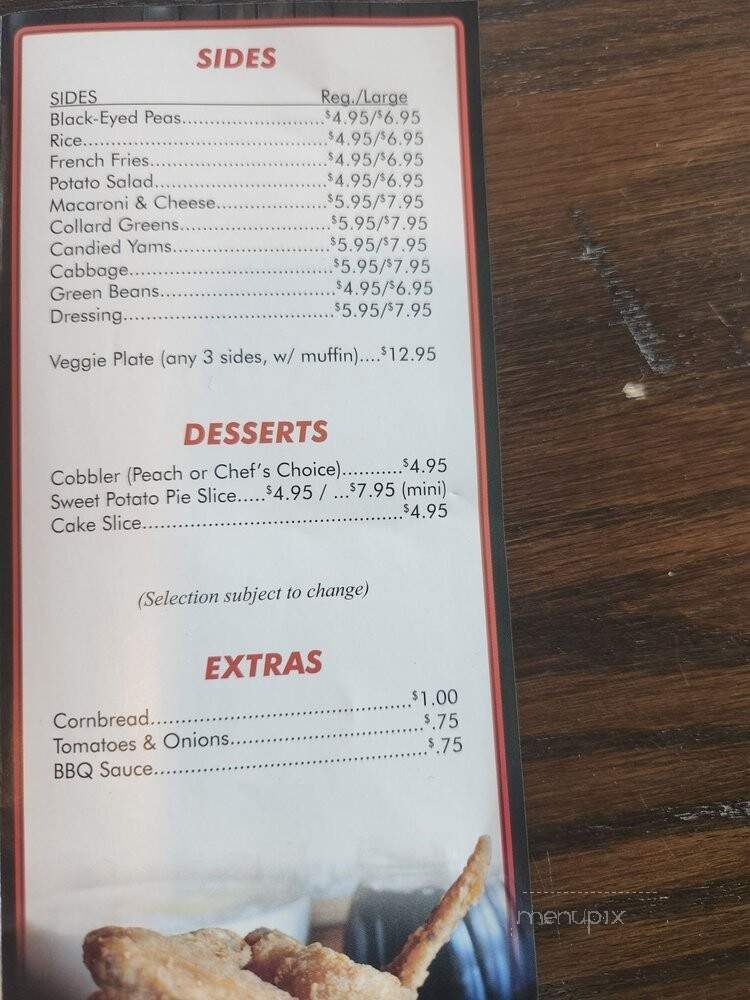 SIDES
SIDES Reg./Large
Black-Eyed Peas............................$4.95/$6.95
Rice................................................$4.95/$6.95
French Fries...................................$4.95/$6.95
Potato Salad..................................$4.95/$6.95
Macaroni & Cheese......................$5.95/$7.95
Collard Greens..............................$5.95/$7.95
Candied Yams...............................$5.95/$7.95
Cabbage........................................$5.95/$7.95
Green Beans..................................$4.95/$6.95
Dressing.........................................$5.95/$7.95
Veggie Plate (any 3 sides, w/ muffin)....$12.95
DESSERTS
Cobbler (Peach or Chef's Choice)...........$4.95
Sweet Potato Pie Slice.....$4.95 / ...$7.95 (mini)
Cake Slice..............................................$4.95
(Selection subject to change)
EXTRAS
Cornbread..............................................$1.00
Tomatoes & Onions..................................$.75
BBQ Sauce................................................$.75
menupix